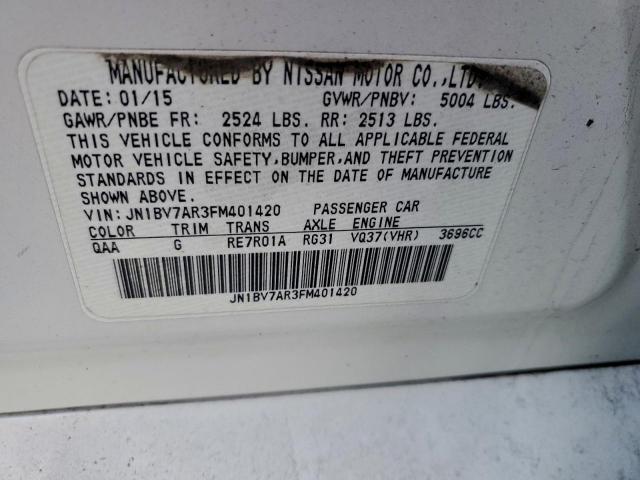 MANUFACTURED BY NISSAN MOTOR CO.,LTD.
DATE: 01/15 GVWR/PNBV: 5004 LBS.
GAWR/PNBE FR: 2524 LBS. RR: 2513 LBS.
THIS VEHICLE CONFORMS TO ALL APPLICABLE FEDERAL
MOTOR VEHICLE SAFETY,BUMPER,AND THEFT PREVENTION
STANDARDS IN EFFECT ON THE DATE OF MANUFACTURE
SHOWN ABOVE.
VIN: JN1BV7AR3FM401420 PASSENGER CAR
COLOR TRIM TRANS AXLE ENGINE
QAA G RE7R01A RG31 VQ37(VHR) 3696CC
JN1BV7AR3FM401420